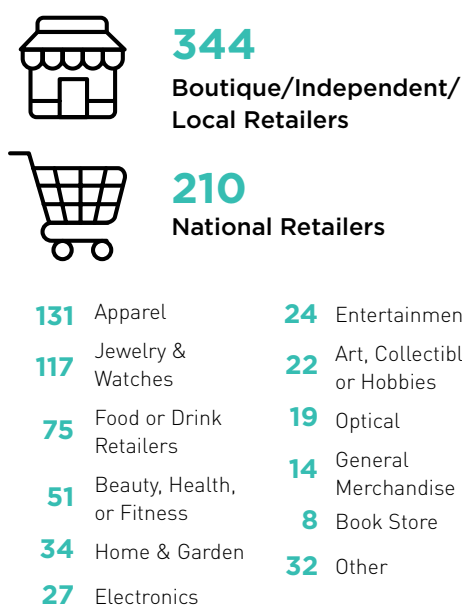 344
Boutique/Independent/
Local Retailers
210
National Retailers
131 Apparel
117 Jewelry &
Watches
75 Food or Drink
Retailers
51 Beauty, Health,
or Fitness
34 Home & Garden
27 Electronics
24 Entertainmen
22 Art, Collectibl
or Hobbies
19 Optical
14 General
Merchandise
8 Book Store
32 Other